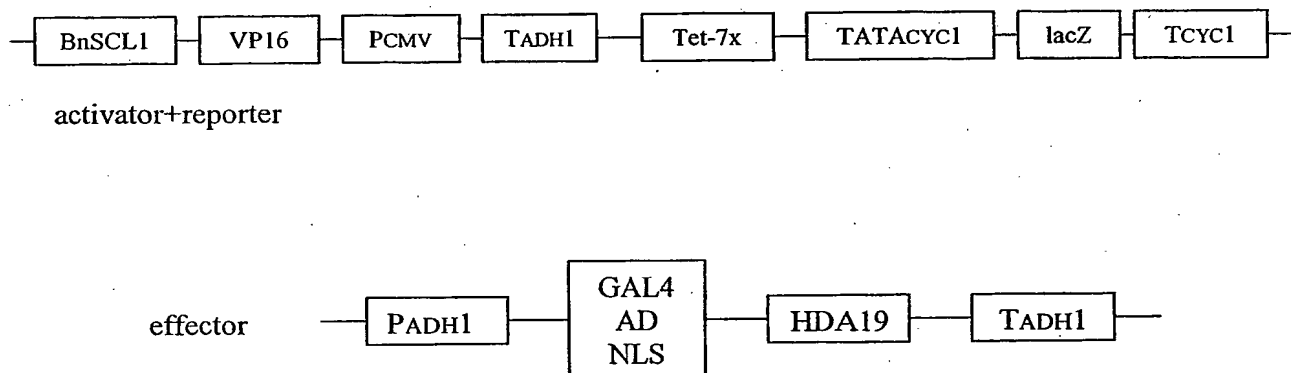 BnSCL1 VP16 PCMV TADH1 Tet-7x TATACYC1 lacZ TCYC1
activator+reporter
GAL4
effector PADH1 AD HDA19 TADH1
NLS